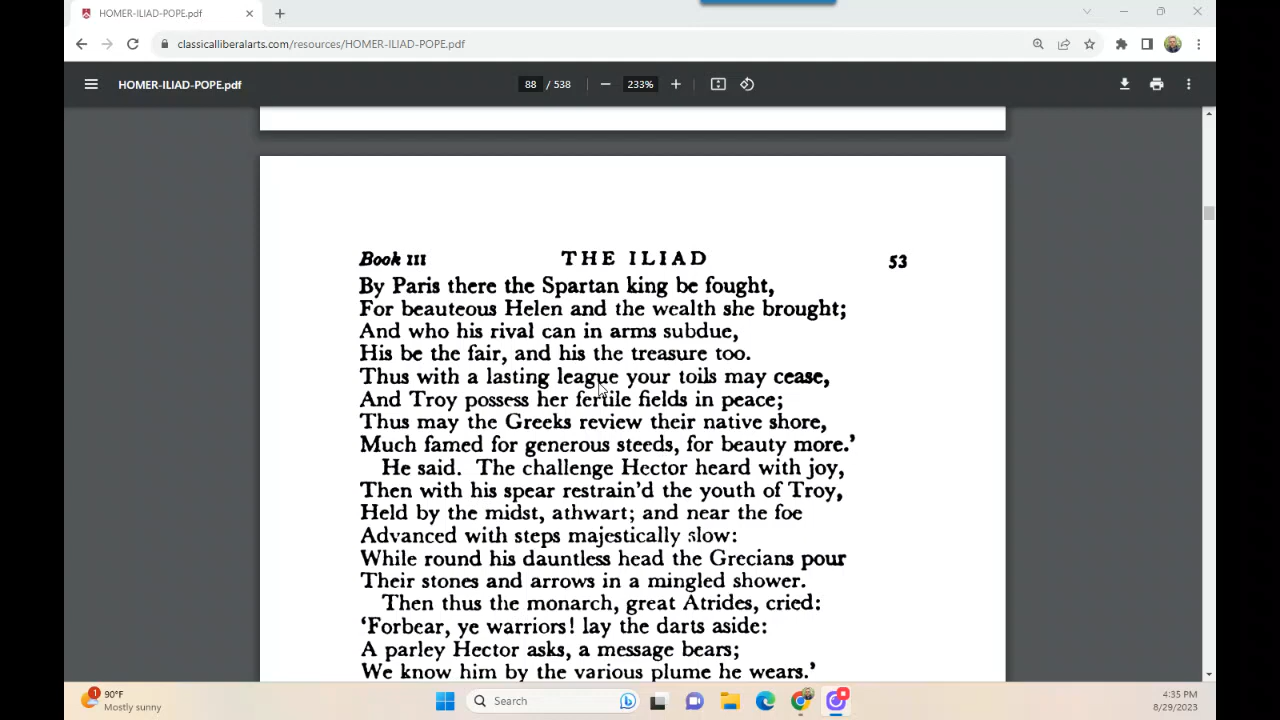 HOMER-ILIAD-POPE.pdf
classicalliberalarts.com/resources/HOMER-ILIAD-POPE.pdf
HOMER-ILIAD-POPE.pdf 88 / 538 233%
Book III THE ILIAD 53
By Paris there the Spartan king be fought,
For beauteous Helen and the wealth she brought;
And who his rival can in arms subdue,
His be the fair, and his the treasure too.
Thus with a lasting league your toils may cease,
And Troy possess her fertile fields in peace;
Thus may the Greeks review their native shore,
Much famed for generous steeds, for beauty more.'
He said. The challenge Hector heard with joy,
Then with his spear restrain'd the youth of Troy,
Held by the midst, athwart; and near the foe
Advanced with steps majestically slow:
While round his dauntless head the Grecians pour
Their stones and arrows in a mingled shower.
Then thus the monarch, great Atrides, cried:
'Forbear, ye warriors! lay the darts aside:
A parley Hector asks, a message bears;
We know him by the various plume he wears.'
1
90°F
Mostly sunny
Search
4:35 PM
8/29/2023